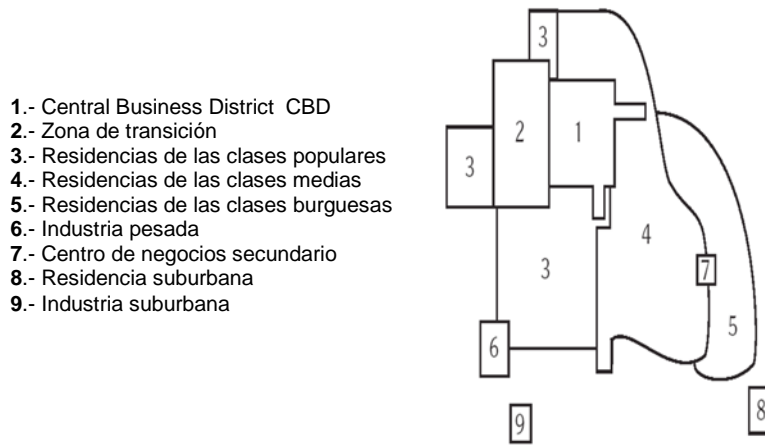 1.- Central Business District CBD
2.- Zona de transición
3.- Residencias de las clases populares
4.- Residencias de las clases medias
5.- Residencias de las clases burguesas
6.- Industria pesada
7.- Centro de negocios secundario
8.- Residencia suburbana
9.- Industria suburbana
3
2
1
3
4
3
7
5
6
8
9